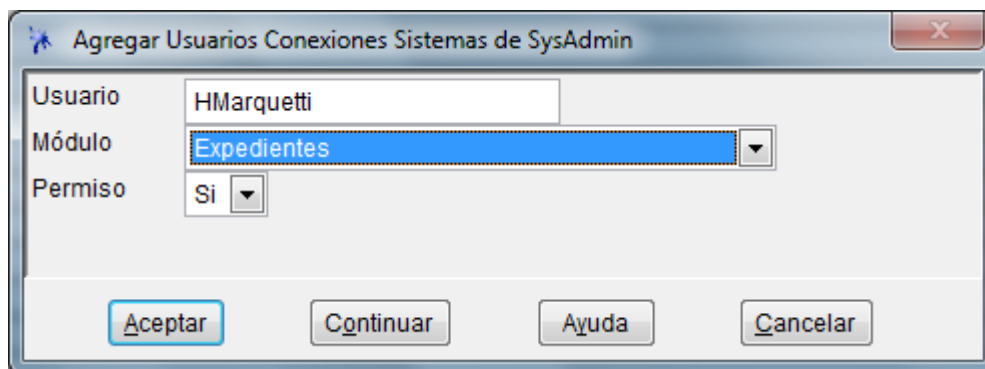 Agregar Usuarios Conexiones Sistemas de SysAdmin
Usuario HMarquetti
Módulo Expedientes
Permiso Si
Aceptar Continuar Ayuda Cancelar